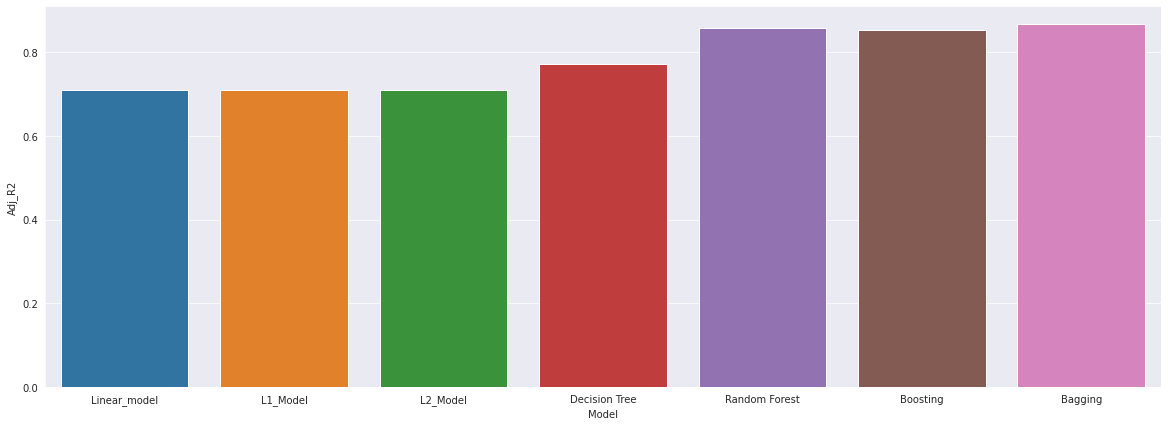 Adj_R2
0.8
0.6
0.4
0.2
0.0
Linear_model L1_Model L2_Model Decision Tree Random Forest Boosting Bagging
Model